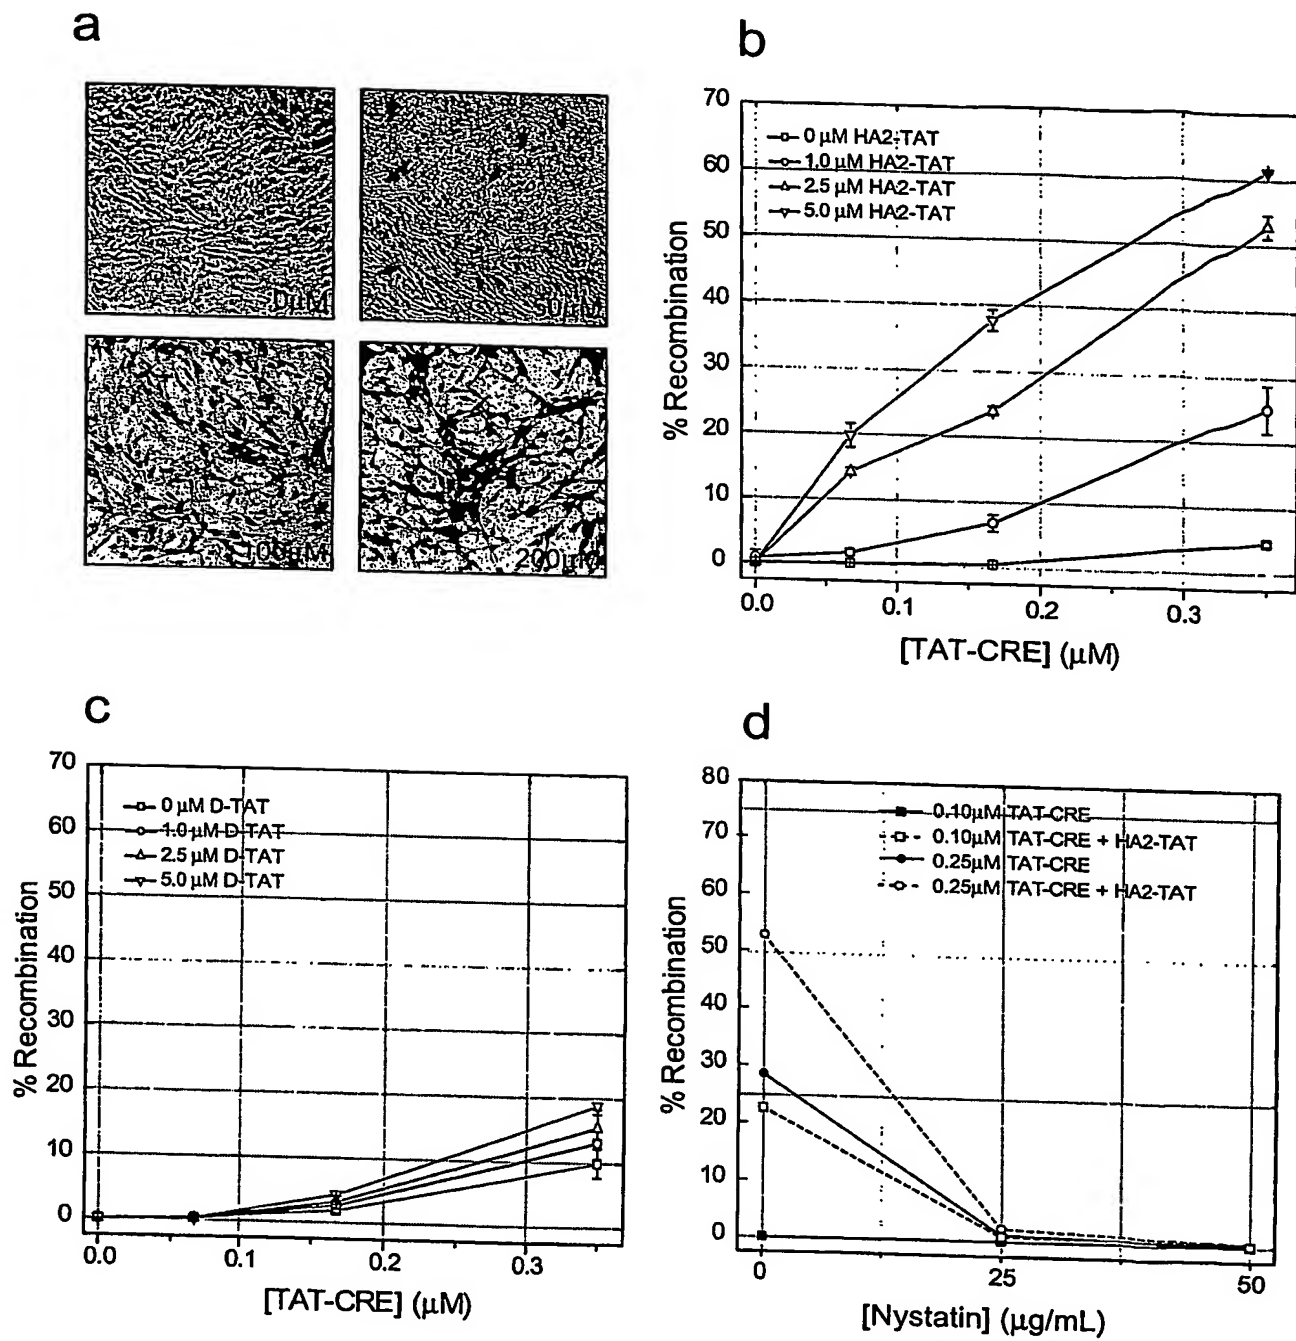 a
0µM
50µM
100µM
200µM
b
70
60
50
40
30
20
10
0
% Recombination
0 µM HA2-TAT
1.0 µM HA2-TAT
2.5 µM HA2-TAT
5.0 µM HA2-TAT
0.0
0.1
0.2
0.3
[TAT-CRE] (µM)
c
70
60
50
40
30
20
10
0
% Recombination
0 µM D-TAT
1.0 µM D-TAT
2.5 µM D-TAT
5.0 µM D-TAT
0.0
0.1
0.2
0.3
[TAT-CRE] (µM)
d
80
70
60
50
40
30
20
10
0
% Recombination
0.10µM TAT-CRE
0.10µM TAT-CRE + HA2-TAT
0.25µM TAT-CRE
0.25µM TAT-CRE + HA2-TAT
0
25
50
[Nystatin] (µg/mL)